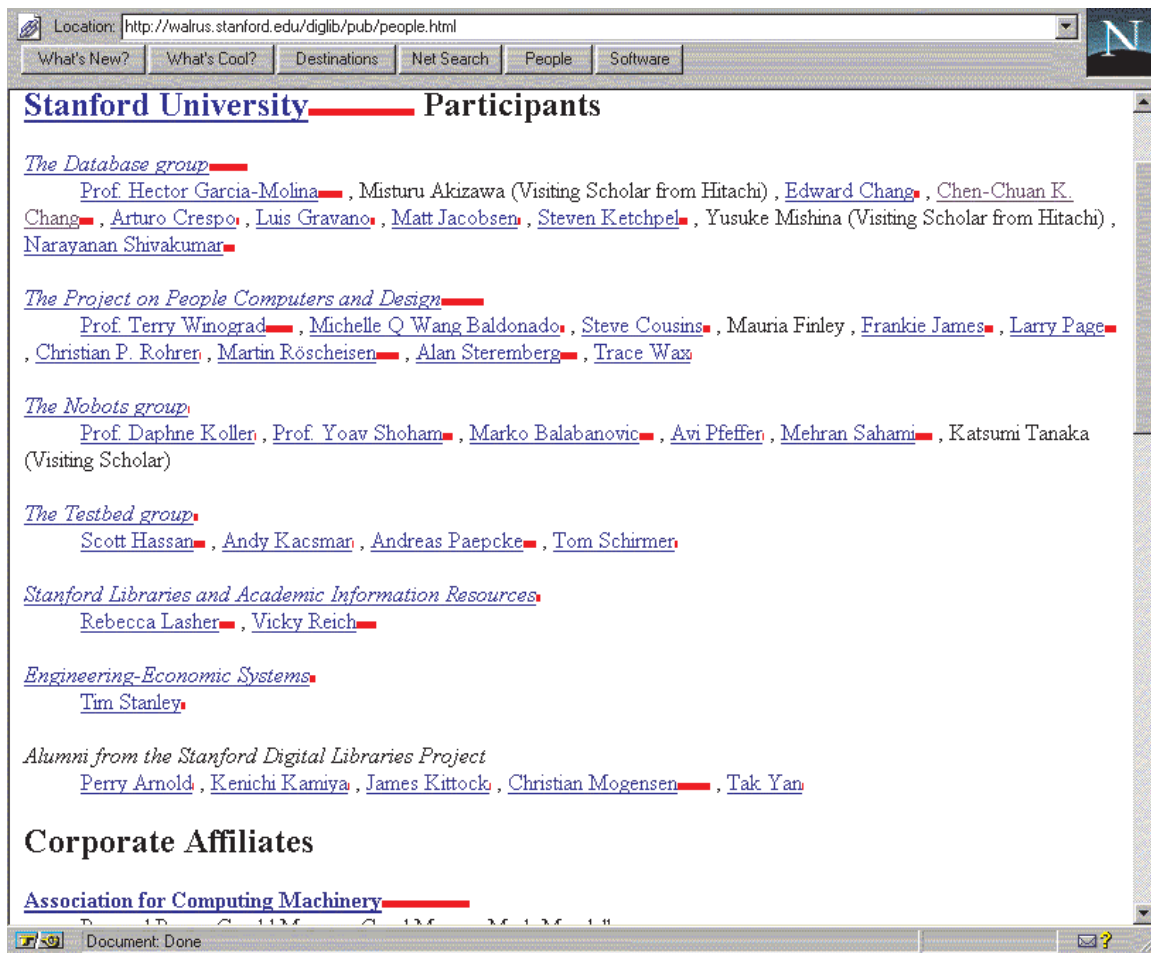 Location: http://walrus.stanford.edu/diglib/pub/people.html
N
What's New? What's Cool? Destinations Net Search People Software
Stanford University Participants
The Database group
Prof. Hector Garcia-Molina , Misturu Akizawa (Visiting Scholar from Hitachi) , Edward Chang , Chen-Chuan K.
Chang , Arturo Crespo , Luis Gravano , Matt Jacobsen , Steven Ketchpel , Yusuke Mishina (Visiting Scholar from Hitachi) ,
Narayanan Shivakumar
The Project on People Computers and Design
Prof. Terry Winograd , Michelle Q Wang Baldonado , Steve Cousins , Mauria Finley , Frankie James , Larry Page
, Christian P. Rohrer , Martin Röscheisen , Alan Steremberg , Trace Wax
The Nobots group
Prof. Daphne Koller , Prof. Yoav Shoham , Marko Balabanovic , Avi Pfeffer , Mehran Sahami , Katsumi Tanaka
(Visiting Scholar)
The Testbed group
Scott Hassan , Andy Kacsmar , Andreas Paepcke , Tom Schirmer
Stanford Libraries and Academic Information Resources
Rebecca Lasher , Vicky Reich
Engineering-Economic Systems
Tim Stanley
Alumni from the Stanford Digital Libraries Project
Perry Arnold , Kenichi Kamiya , James Kittock , Christian Mogensen , Tak Yan
Corporate Affiliates
Association for Computing Machinery
Document: Done